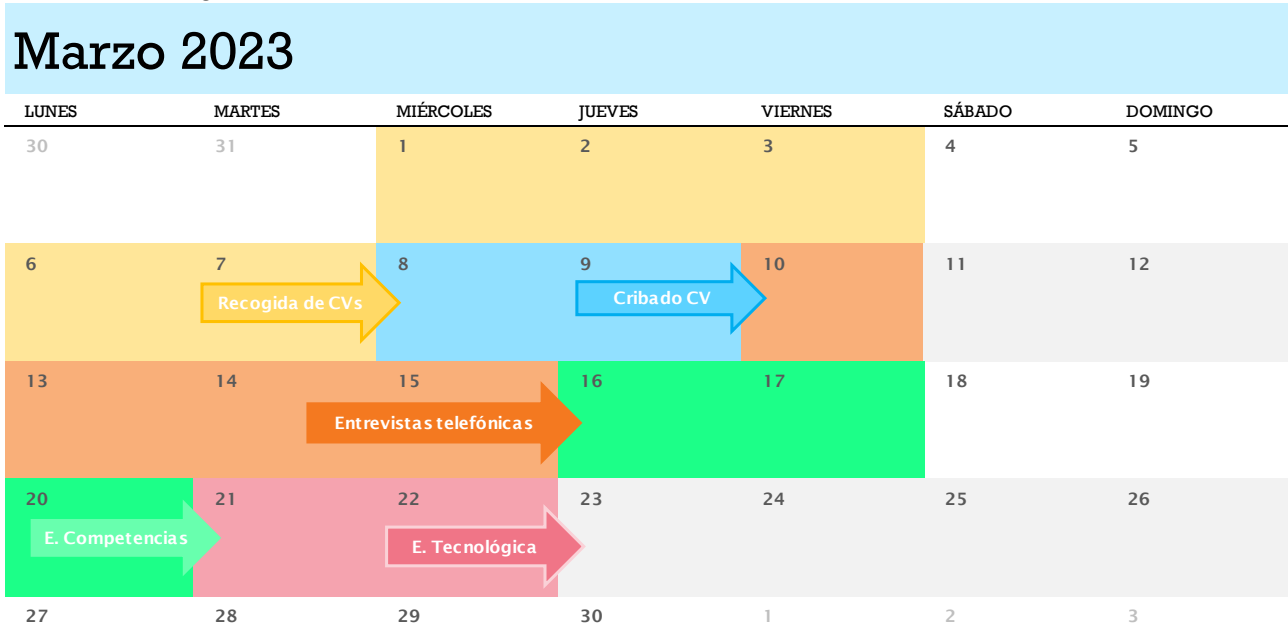 Marzo 2023
LUNES MARTES MIÉRCOLES JUEVES VIERNES SÁBADO DOMINGO
30 31 1 2 3 4 5
6 7 8 9 10 11 12
Recogida de CVs Cribado CV
13 14 15 16 17 18 19
Entrevistas telefónicas
20 21 22 23 24 25 26
E. Competencias E. Tecnológica
27 28 29 30 1 2 3